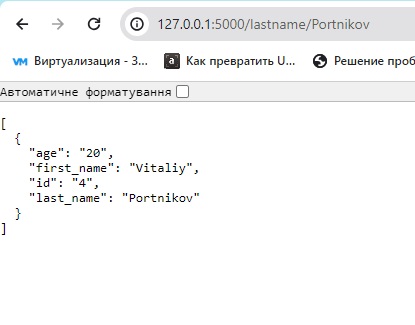 127.0.0.1:5000/lastname/Portnikov
Виртуализация - З... Как превратить U... Решение проб
Автоматичне форматування
[
{
"age": "20",
"first_name": "Vitaliy",
"id": "4",
"last_name": "Portnikov"
}
]